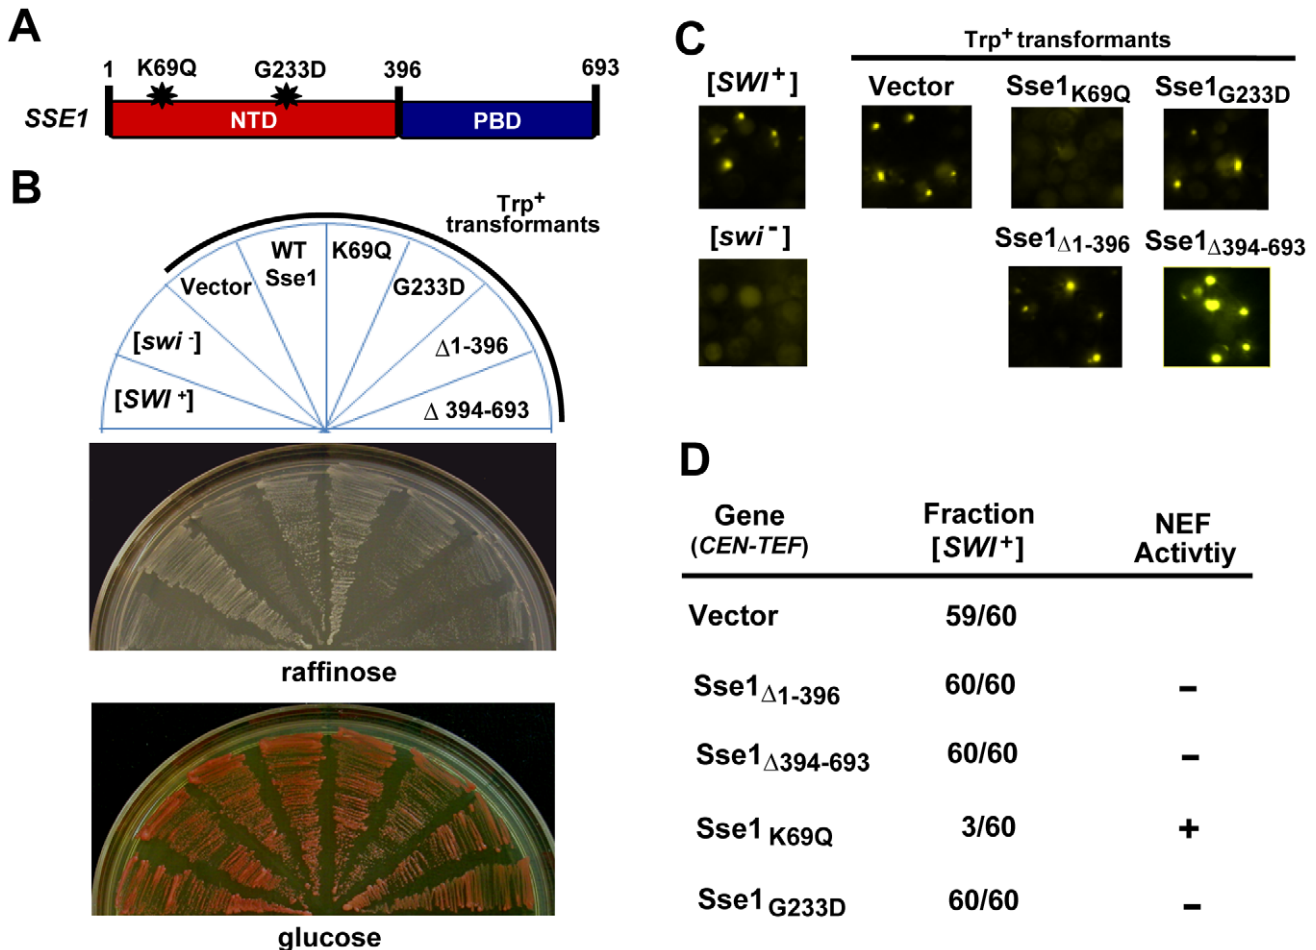 A
1 K69Q G233D 396 693
SSE1 NTD PBD
B
Trp+
transformants
WT
Sse1
K69Q
Vector
G233D
[swi -]
Δ1-396
[SWI +]
Δ 394-693
raffinose
glucose
C
Trp+ transformants
[SWI+] Vector Sse1K69Q Sse1G233D
[swi-] Sse1Δ1-396 Sse1Δ394-693
D
Gene
(CEN-TEF)
Fraction
[SWI+]
NEF
Activtiy
Vector 59/60
Sse1Δ1-396 60/60 –
Sse1Δ394-693 60/60 –
Sse1 K69Q 3/60 +
Sse1 G233D 60/60 –